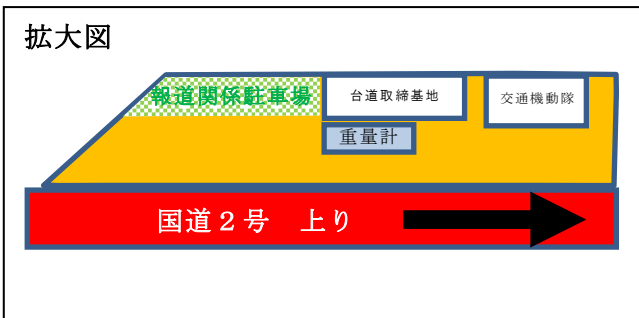 拡大図
報道関係駐車場
台道取締基地
交通機動隊
重量計
国道２号　上り